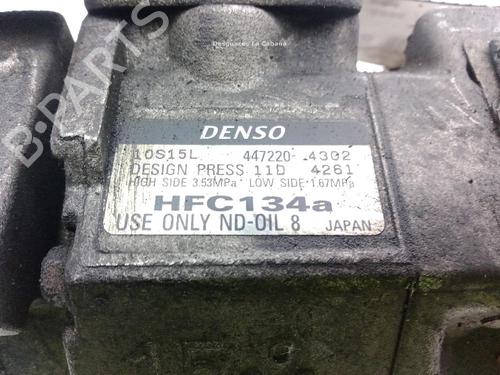 Desguaces La Cabaña
B-PARTS
DENSO
10S15L 447220-4302
DESIGN PRESS 11D 4261
HIGH SIDE 3.53MPa LOW SIDE 1.67MPa
HFC134a
USE ONLY ND-OIL 8 JAPAN